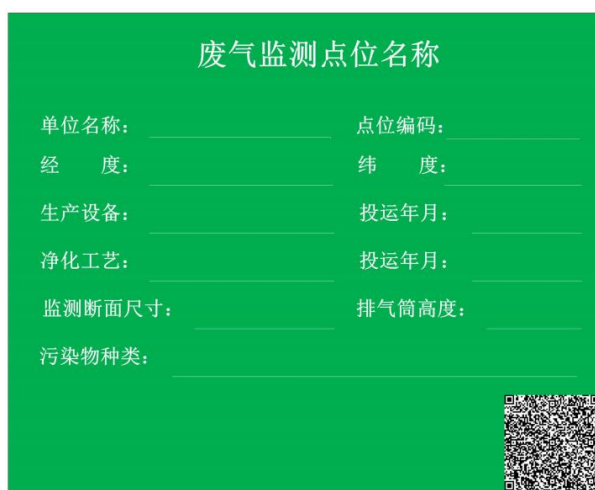 废气监测点位名称
单位名称： 点位编码：
经 度： 纬 度：
生产设备： 投运年月：
净化工艺： 投运年月：
监测断面尺寸： 排气筒高度：
污染物种类：